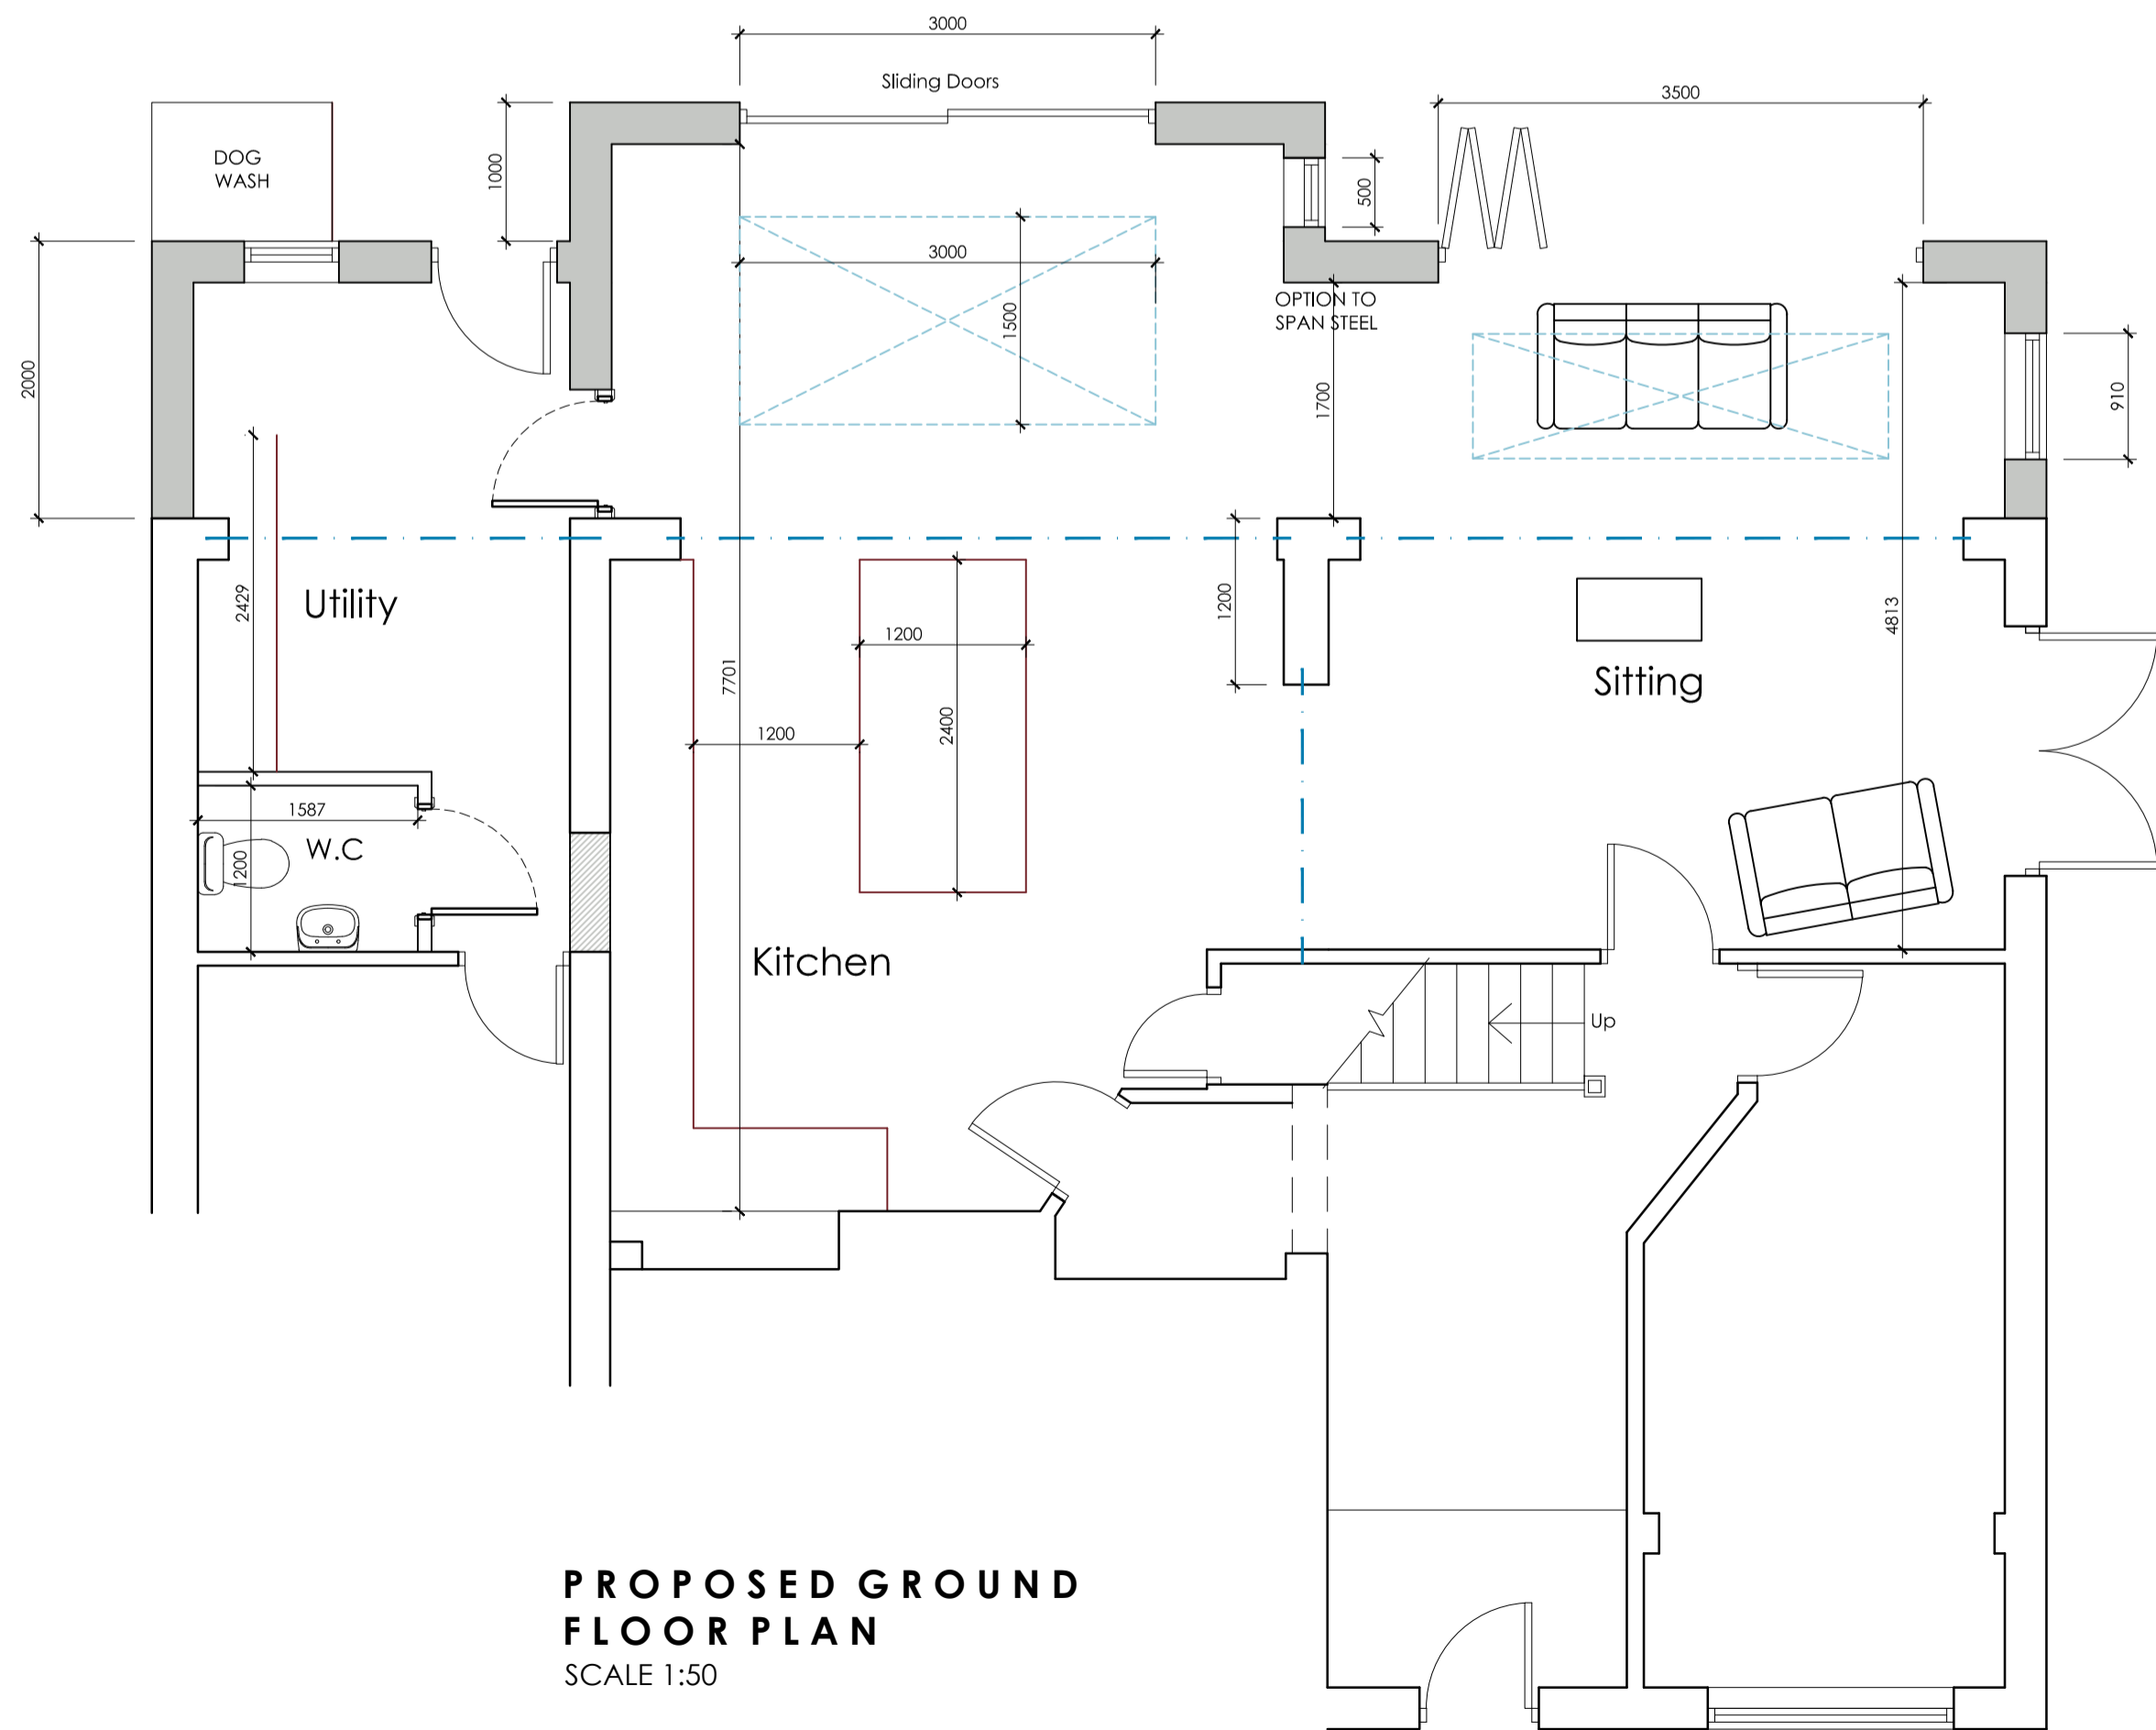 3000
Sliding Doors
3500
DOG
WASH
1000
500
2000
3000
1500
OPTION TO
SPAN STEEL
1700
910
2429
Utility
1200
1200
4813
7701
Sitting
1200
2400
1587
W.C
1200
Kitchen
Up
PROPOSED GROUND
FLOOR PLAN
SCALE 1:50